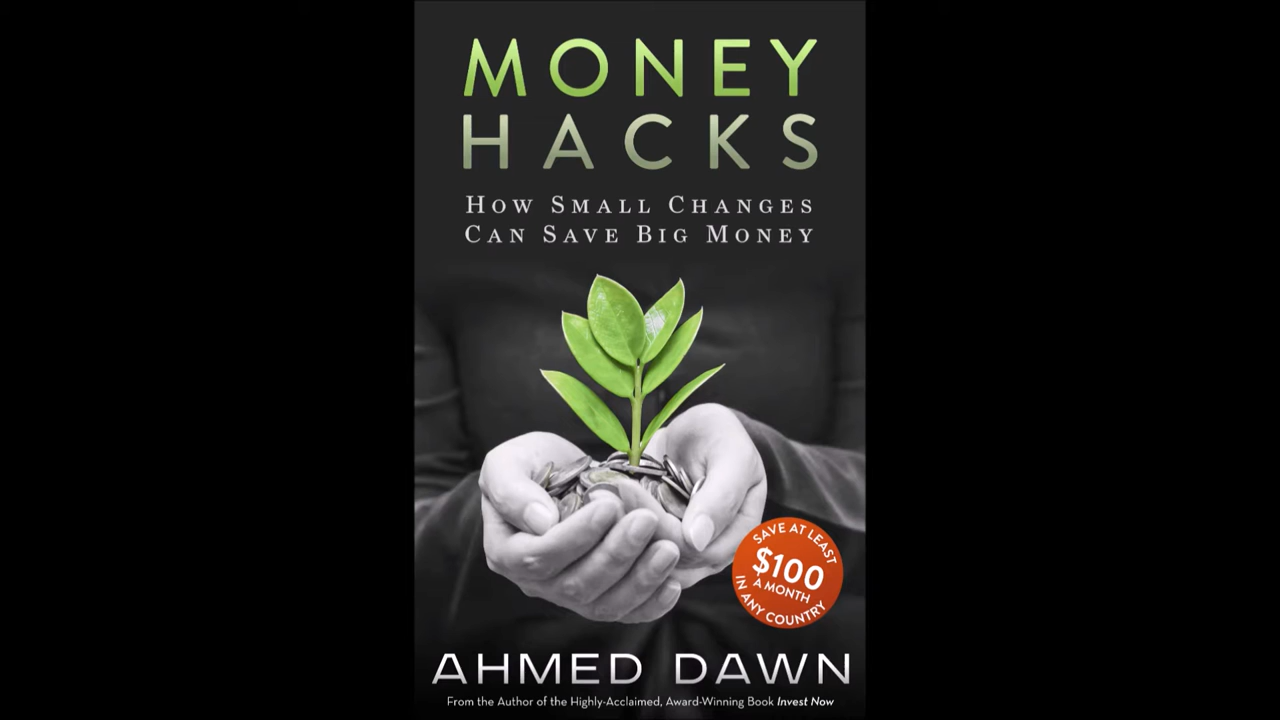 MONEY
HACKS
HOW SMALL CHANGES
CAN SAVE BIG MONEY
SAVE AT LEAST
$100
A MONTH
IN ANY COUNTRY
AHMED DAWN
From the Author of the Highly-Acclaimed, Award-Winning Book Invest Now